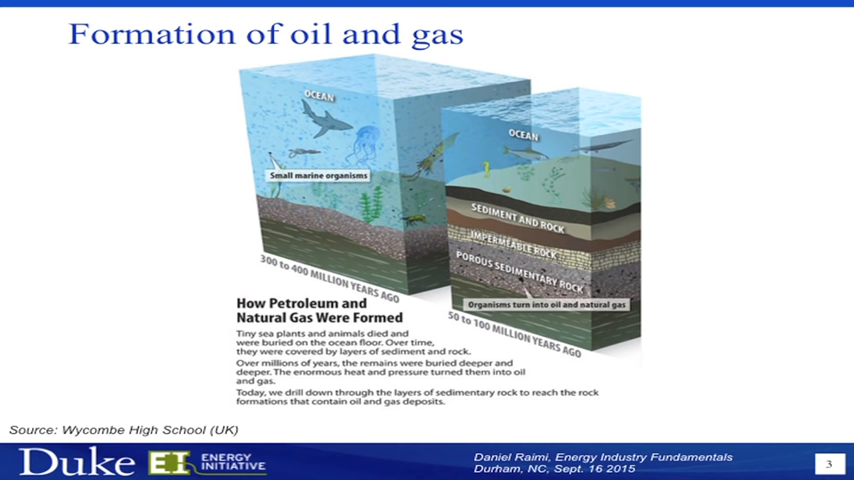 Formation of oil and gas
OCEAN
Small marine organisms
300 to 400 MILLION YEARS AGO
OCEAN
SEDIMENT AND ROCK
IMPERMEABLE ROCK
POROUS SEDIMENTARY ROCK
Organisms turn into oil and natural gas
50 to 100 MILLION YEARS AGO
How Petroleum and
Natural Gas Were Formed
Tiny sea plants and animals died and
were buried on the ocean floor. Over time,
they were covered by layers of sediment and rock.
Over millions of years, the remains were buried deeper and
deeper. The enormous heat and pressure turned them into oil
and gas.
Today, we drill down through the layers of sedimentary rock to reach the rock
formations that contain oil and gas deposits.
Source: Wycombe High School (UK)
Duke
EI
ENERGY
INITIATIVE
Daniel Raimi, Energy Industry Fundamentals
Durham, NC, Sept. 16 2015
3